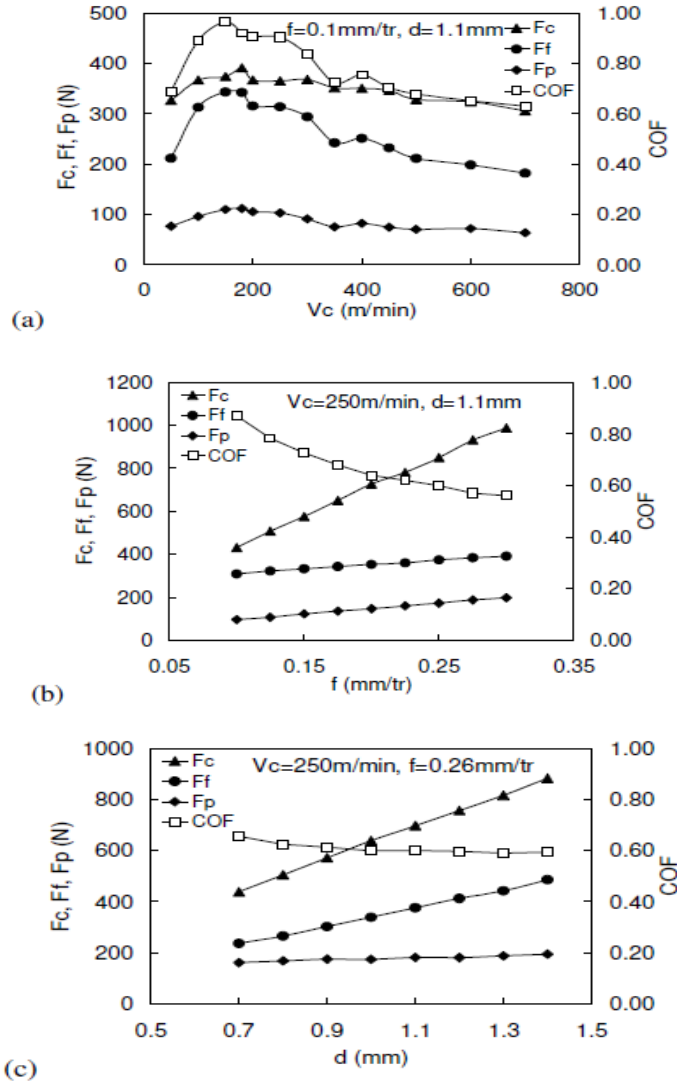 500
400
300
200
100
0
Fc, Ff, Fp (N)
f=0.1mm/tr, d=1.1mm
Fc
Ff
Fp
COF
1.00
0.80
0.60
0.40
0.20
0.00
COF
0 200 400 600 800
Vc (m/min)
(a)
1200
1000
800
600
400
200
0
Fc, Ff, Fp (N)
Fc
Ff
Fp
COF
Vc=250m/min, d=1.1mm
1.00
0.80
0.60
0.40
0.20
0.00
COF
0.05 0.15 0.25 0.35
f (mm/tr)
(b)
1000
800
600
400
200
0
Fc, Ff, Fp (N)
Fc
Ff
Fp
COF
Vc=250m/min, f=0.26mm/tr
1.00
0.80
0.60
0.40
0.20
0.00
COF
0.5 0.7 0.9 1.1 1.3 1.5
d (mm)
(c)